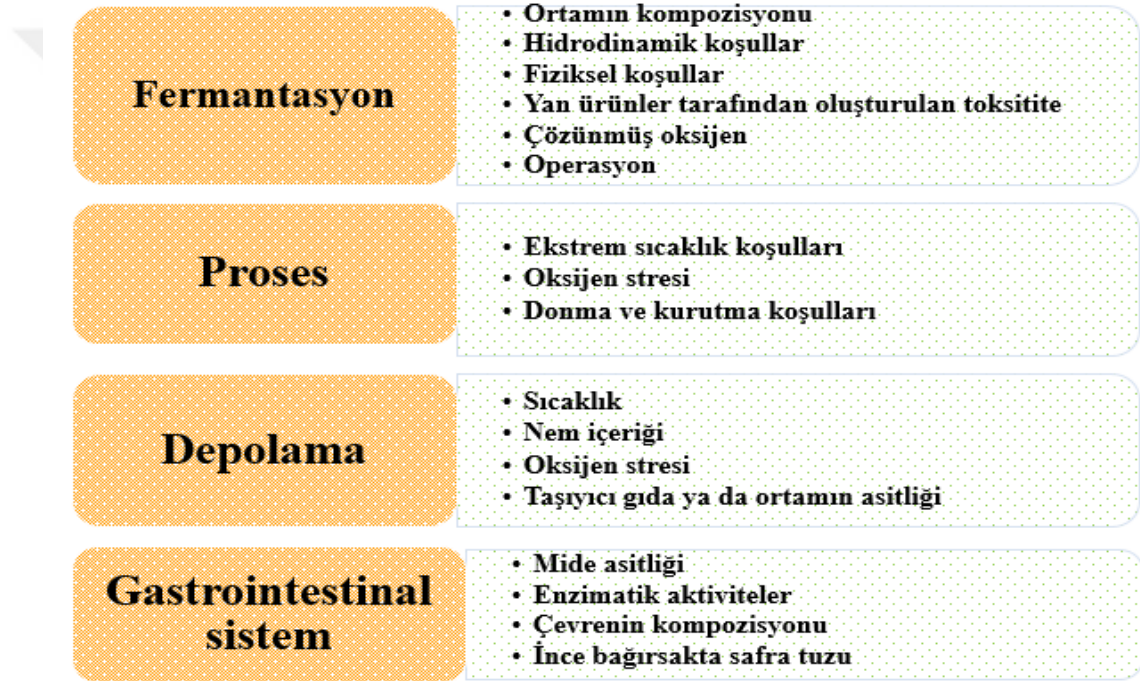 Fermantasyon
• Ortamın kompozisyonu
• Hidrodinamik koşullar
• Fiziksel koşullar
• Yan ürünler tarafından oluşturulan toksitite
• Çözünmüş oksijen
• Operasyon
Proses
• Ekstrem sıcaklık koşulları
• Oksijen stresi
• Donma ve kurutma koşulları
Depolama
• Sıcaklık
• Nem içeriği
• Oksijen stresi
• Taşıyıcı gıda ya da ortamın asitliği
Gastrointestinal
sistem
• Mide asitliği
• Enzimatik aktiviteler
• Çevrenin kompozisyonu
• İnce bağırsakta safra tuzu